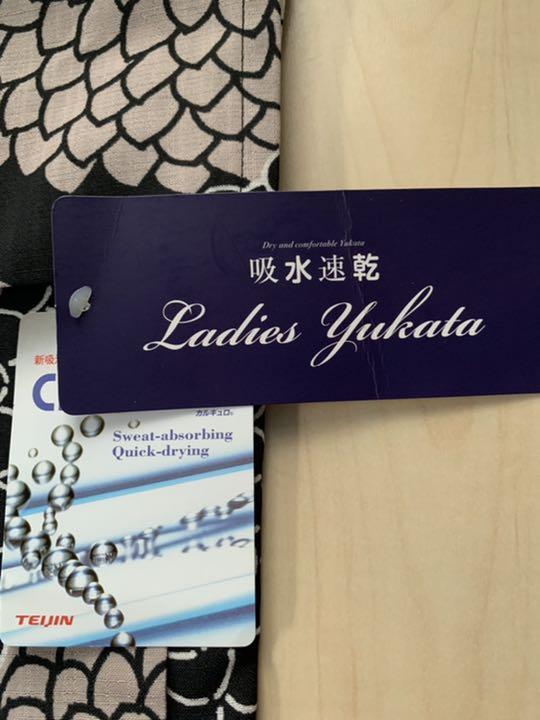 Dry and comfortable Yukata
吸水速乾
Ladies Yukata
新吸
C
カルキュロ®
Sweat-absorbing
Quick-drying
TEIJIN